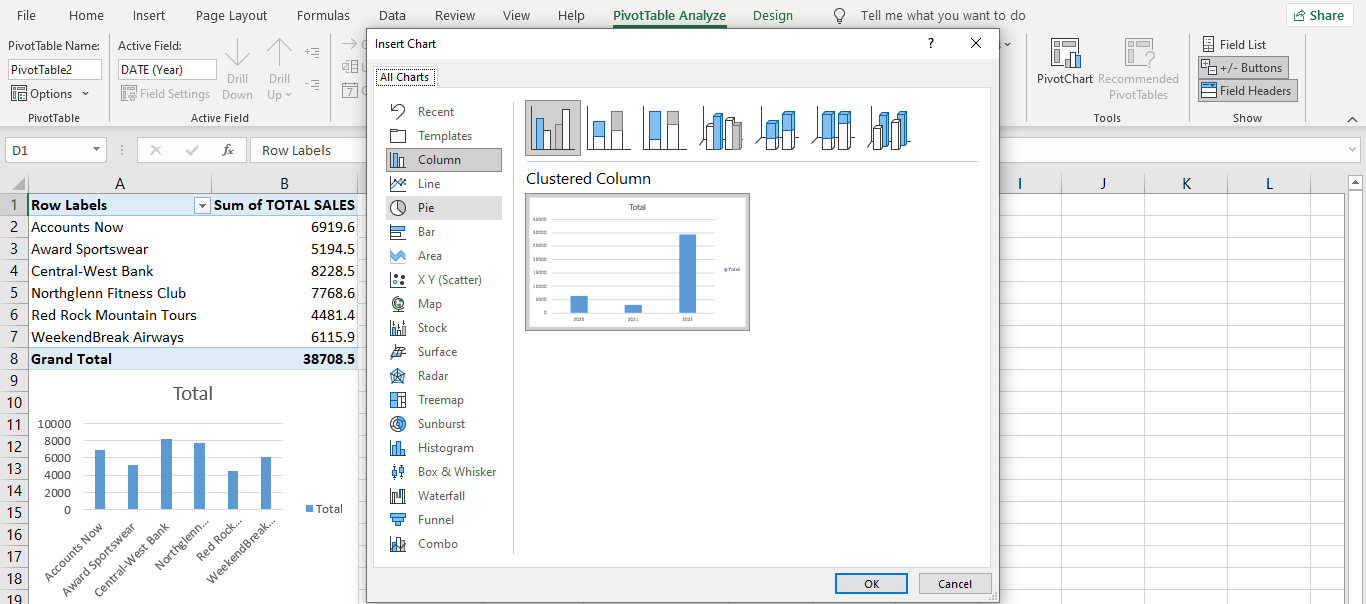 File Home Insert Page Layout Formulas Data Review View Help PivotTable Analyze Design Tell me what you want to do Share
PivotTable Name:
PivotTable2
Options
PivotTable
Active Field:
DATE (Year)
Field Settings
Drill Down
Drill Up
Active Field
PivotChart
Recommended PivotTables
Tools
Field List
+/- Buttons
Field Headers
Show
D1 fx Row Labels
A B I J K L
1 Row Labels Sum of TOTAL SALES
2 Accounts Now 6919.6
3 Award Sportswear 5194.5
4 Central-West Bank 8228.5
5 Northglenn Fitness Club 7768.6
6 Red Rock Mountain Tours 4481.4
7 WeekendBreak Airways 6115.9
8 Grand Total 38708.5
9
10
11
12
13
14
15
16
17
18
19
Total
10000
8000
6000
4000
2000
0
Accounts Now
Award Sportswear
Central-West Bank
Northglenn...
Red Rock...
WeekendBreak...
Total
Insert Chart ?
All Charts
Recent
Templates
Column
Line
Pie
Bar
Area
X Y (Scatter)
Map
Stock
Surface
Radar
Treemap
Sunburst
Histogram
Box & Whisker
Waterfall
Funnel
Combo
Clustered Column
Total
35000
30000
25000
20000
15000
10000
5000
0
2020 2021 2022
Total
OK Cancel